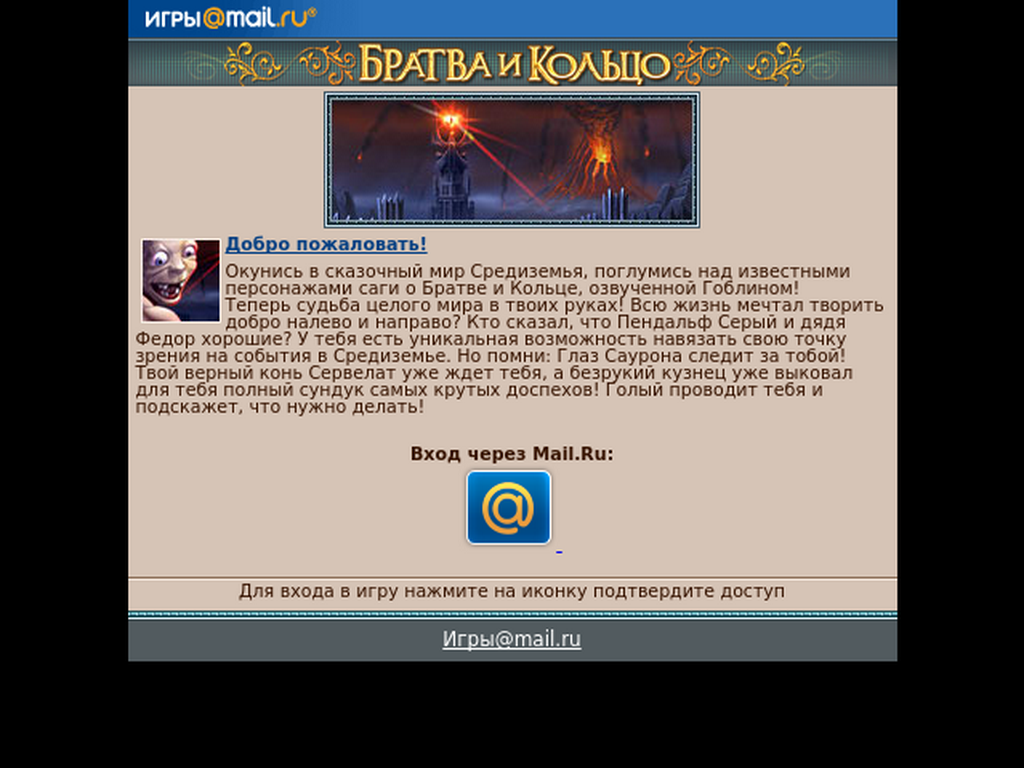 игры@mail.ru®
Братва и Кольцо
Добро пожаловать!
Окунись в сказочный мир Средиземья, поглумись над известными
персонажами саги о Братве и Кольце, озвученной Гоблином!
Теперь судьба целого мира в твоих руках! Всю жизнь мечтал творить
добро налево и направо? Кто сказал, что Пендальф Серый и дядя
Федор хорошие? У тебя есть уникальная возможность навязать свою точку
зрения на события в Средиземье. Но помни: Глаз Саурона следит за тобой!
Твой верный конь Сервелат уже ждет тебя, а безрукий кузнец уже выковал
для тебя полный сундук самых крутых доспехов! Голый проводит тебя и
подскажет, что нужно делать!
Вход через Mail.Ru:
@
Для входа в игру нажмите на иконку подтвердите доступ
Игры@mail.ru